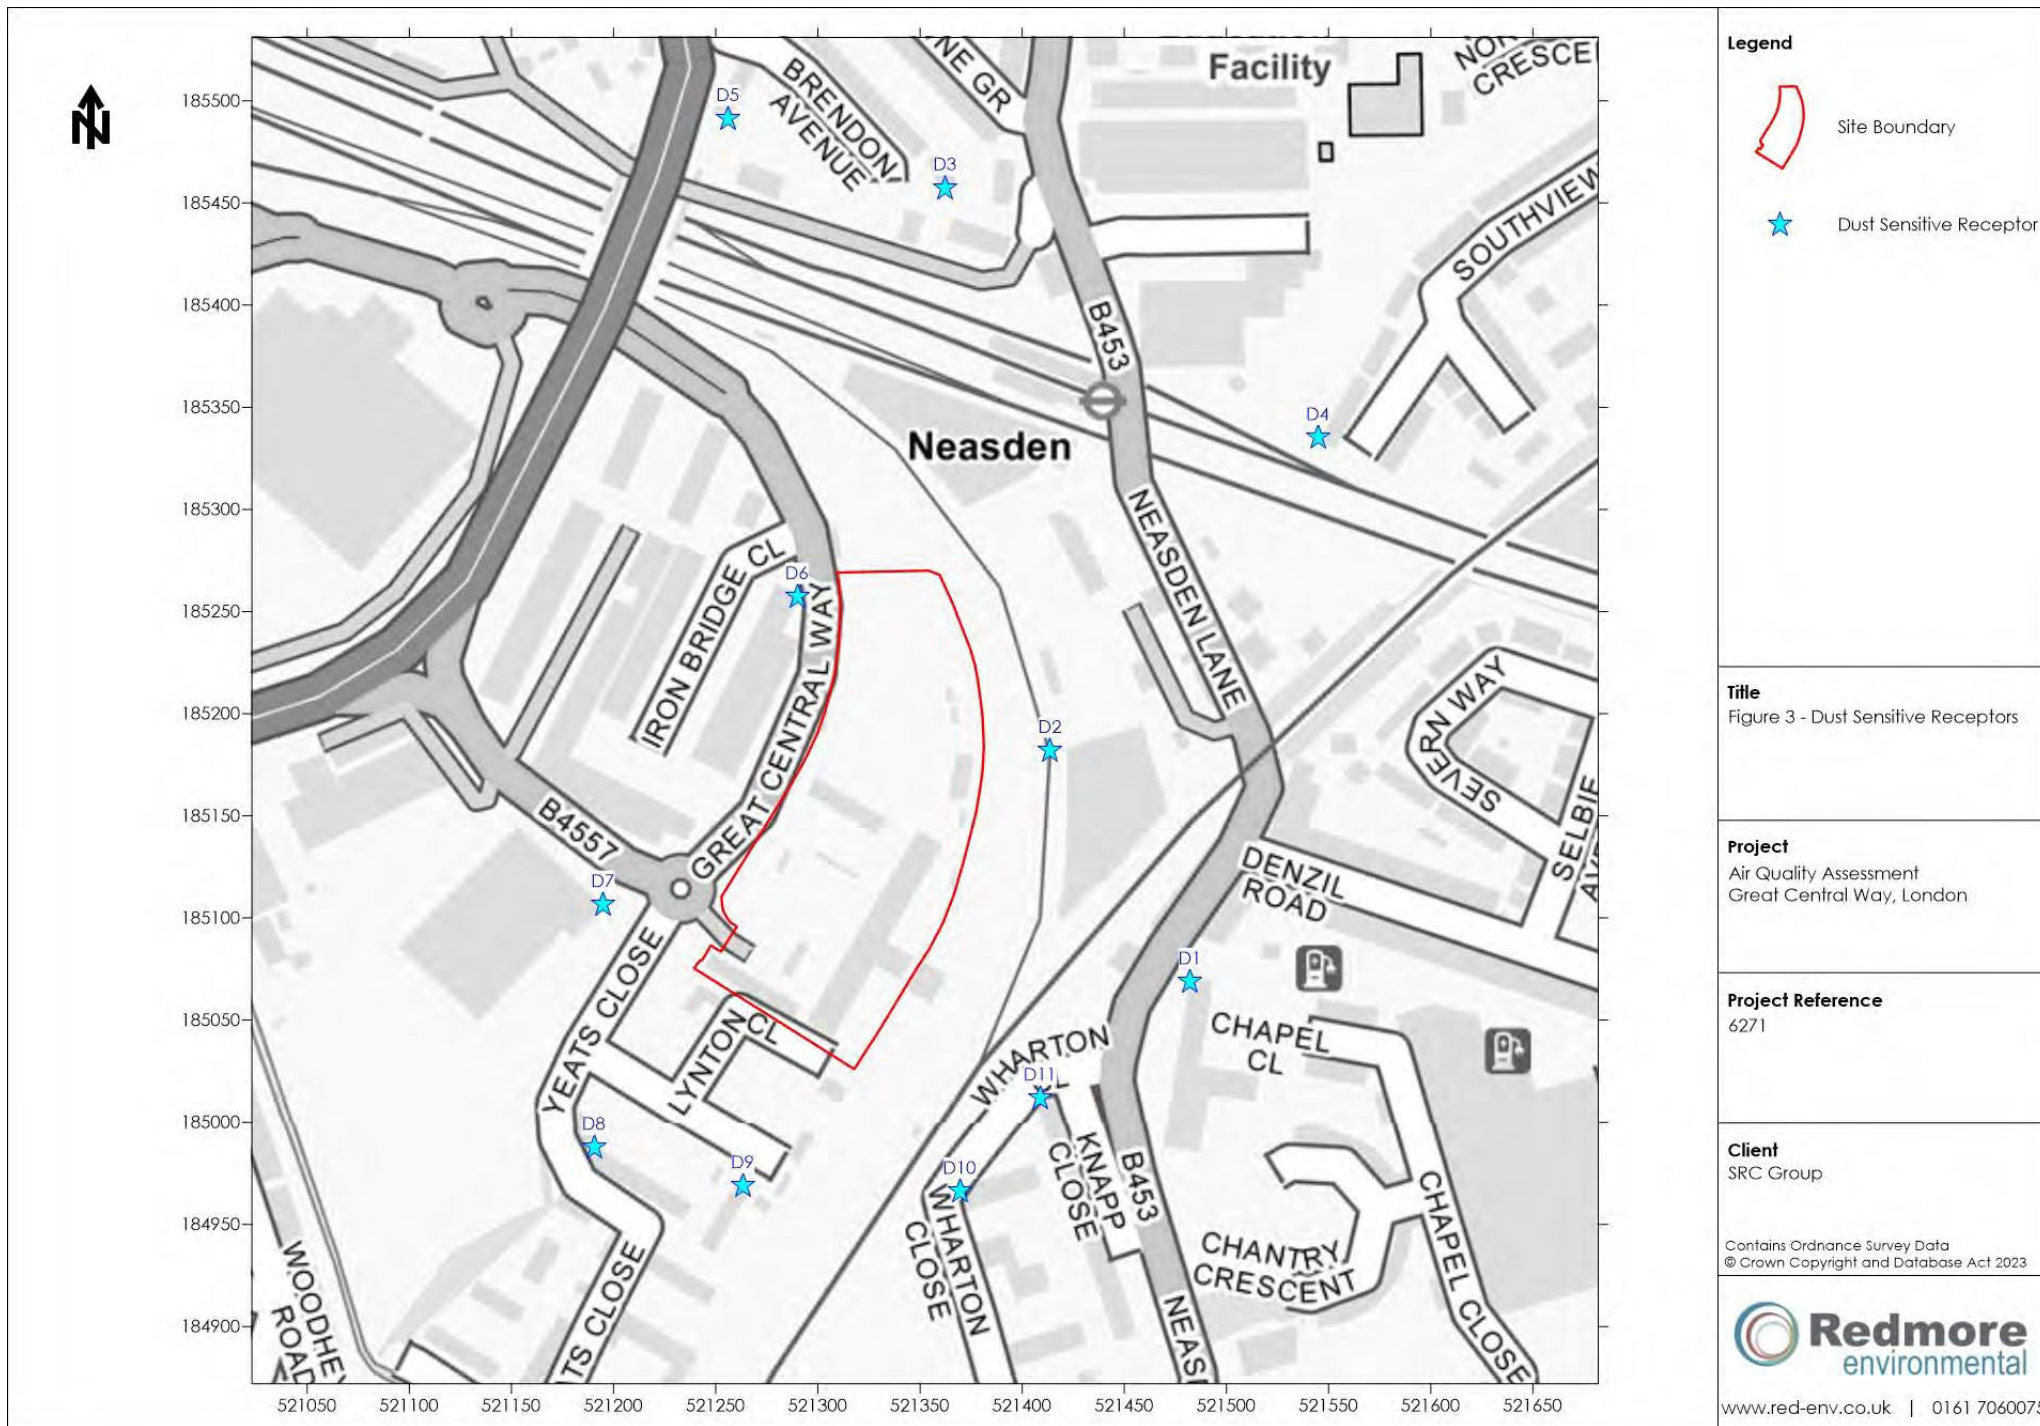 Facility
NOR
CRESCE
YNE GR
BRENDON
AVENUE
D5
D3
SOUTHVIEW
B453
D4
Neasden
NEASDEN LANE
IRON BRIDGE CL
D6
GREAT CENTRAL WAY
D2
SEVERN WAY
SELBIE
AVE
B4557
D7
DENZIL
ROAD
D1
YEATS CLOSE
LYNTON
CL
CHAPEL
CL
WHARTON
D11
D8
D9
D10
KNAPP
CLOSE
B453
WHARTON
CLOSE
CHANTRY
CRESCENT
CHAPEL CLOSE
WOODHEY
ROAD
TS CLOSE
NEAS
185500
185450
185400
185350
185300
185250
185200
185150
185100
185050
185000
184950
184900
521050 521100 521150 521200 521250 521300 521350 521400 521450 521500 521550 521600 521650
N
Legend
Site Boundary
Dust Sensitive Receptor
Title
Figure 3 - Dust Sensitive Receptors
Project
Air Quality Assessment
Great Central Way, London
Project Reference
6271
Client
SRC Group
Contains Ordnance Survey Data
© Crown Copyright and Database Act 2023
Redmore
environmental
www.red-env.co.uk | 0161 7060075